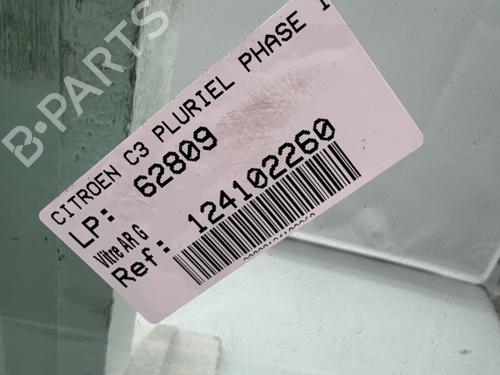 CITROEN C3 PLURIEL PHASE 1
LP: 62809
Vitre AR G
Ref: 124102260
B-PARTS